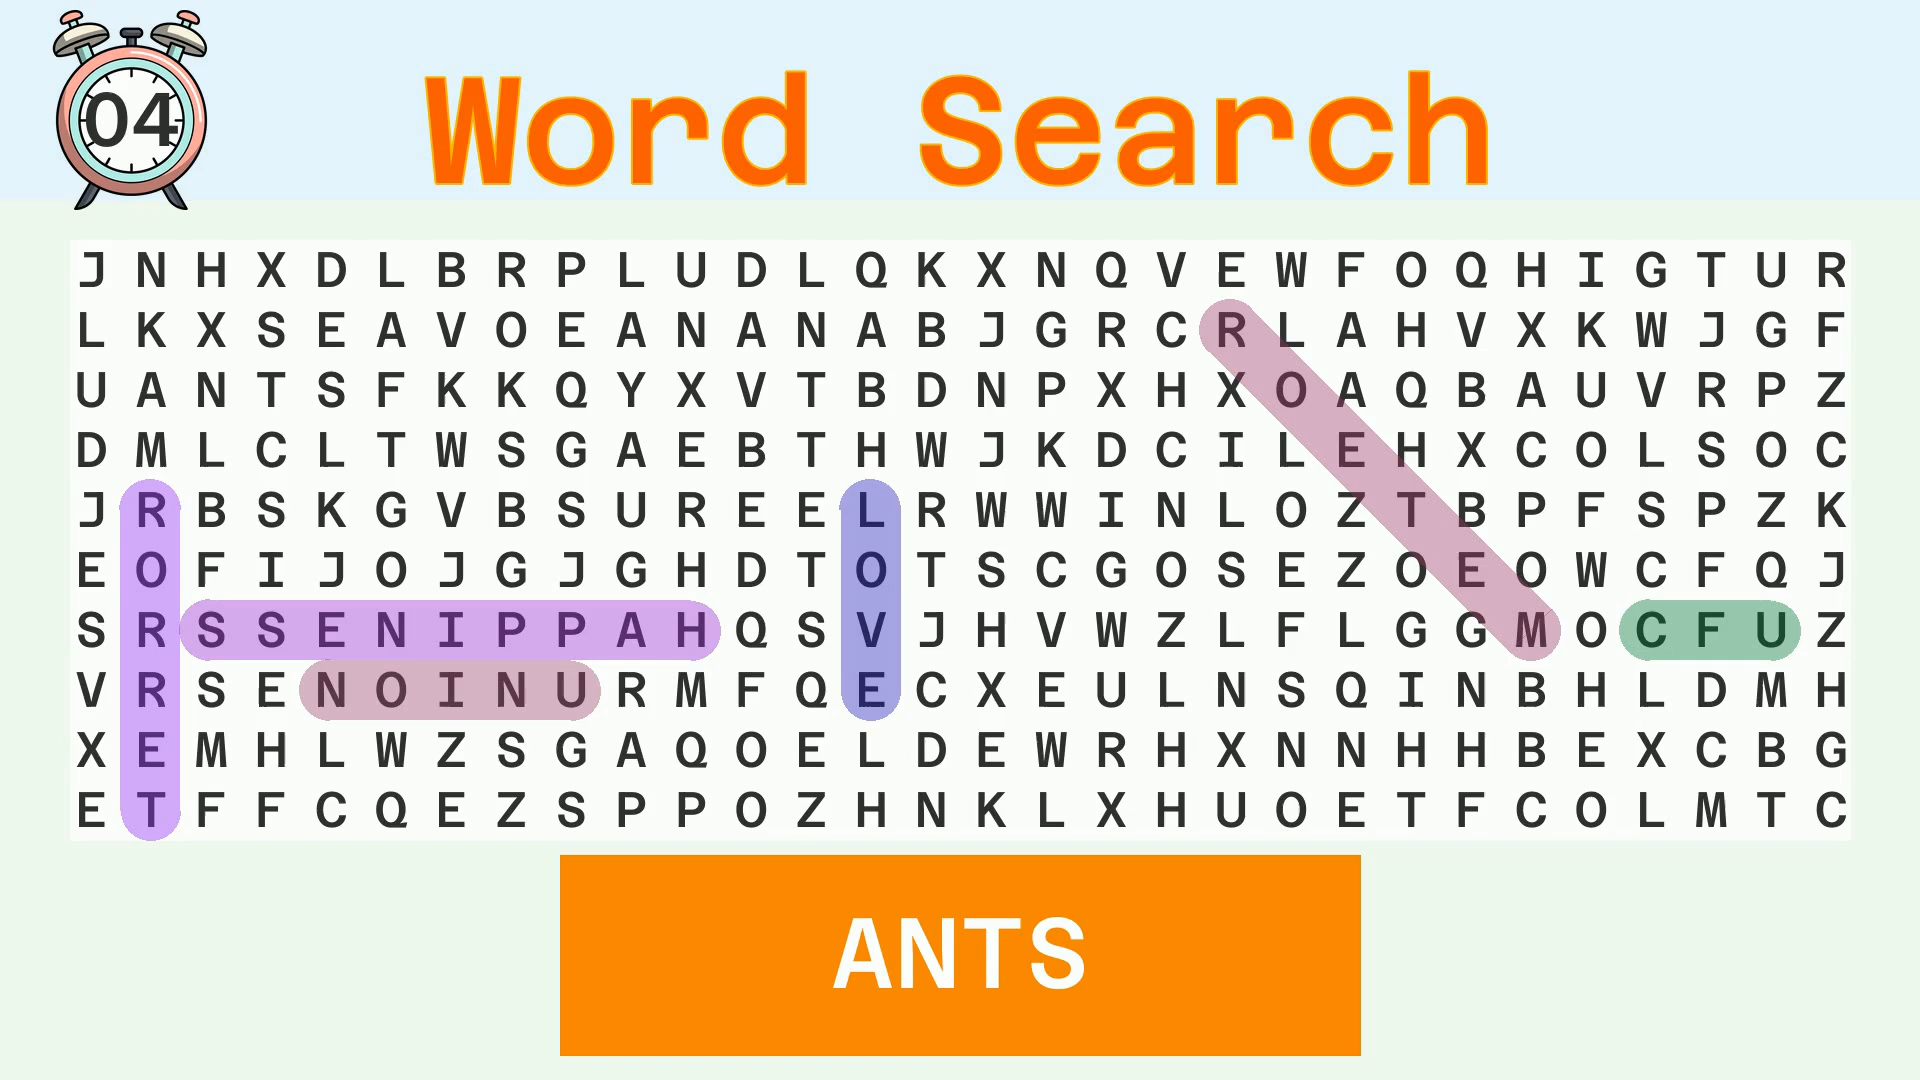 04
Word Search
J N H X D L B R P L U D L Q K X N Q V E W F O Q H I G T U R
L K X S E A V O E A N A N A B J G R C R L A H V X K W J G F
U A N T S F K K Q Y X V T B D N P X H X O A Q B A U V R P Z
D M L C L T W S G A E B T H W J K D C I L E H X C O L S O C
J R B S K G V B S U R E E L R W W I N L O Z T B P F S P Z K
E O F I J O J G J G H D T O T S C G O S E Z O E O W C F Q J
S R S S E N I P P A H Q S V J H V W Z L F L G G M O C F U Z
V R S E N O I N U R M F Q E C X E U L N S Q I N B H L D M H
X E M H L W Z S G A Q O E L D E W R H X N N H H B E X C B G
E T F F C Q E Z S P P O Z H N K L X H U O E T F C O L M T C
ANTS